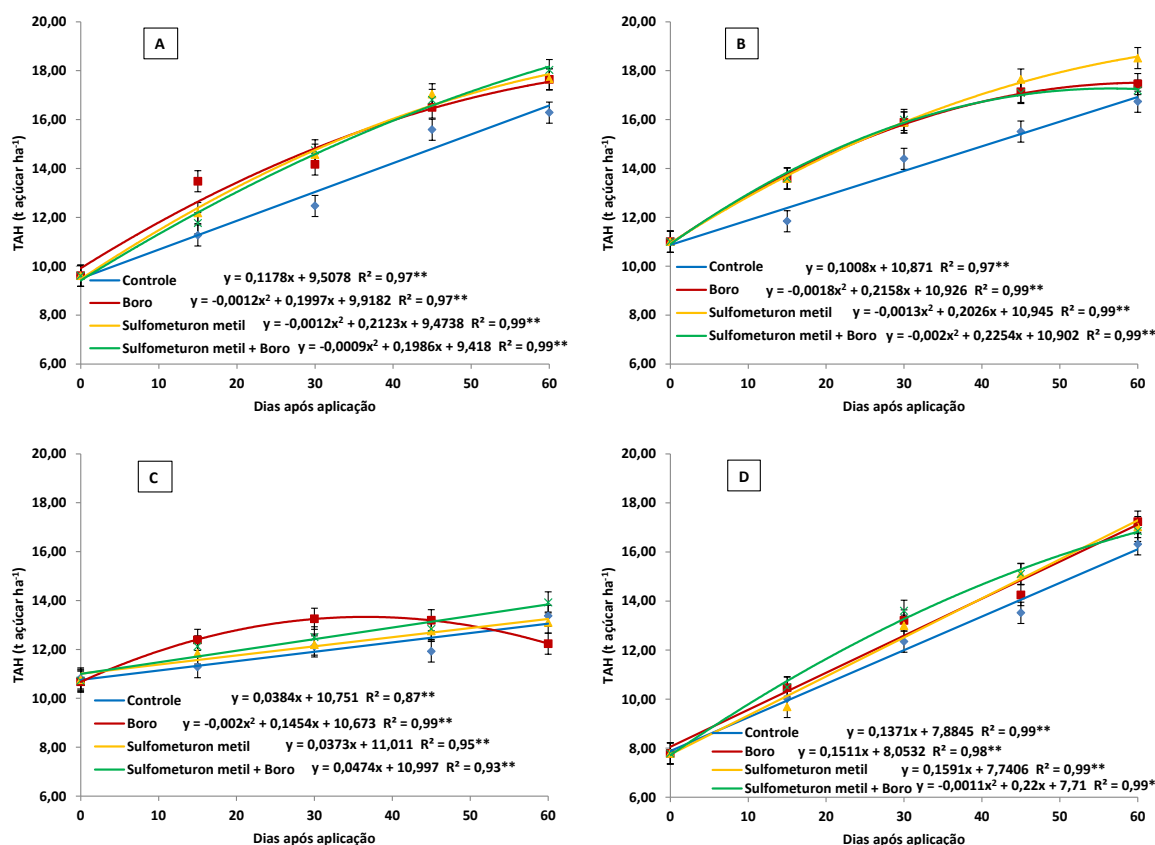 A
TAH (t açúcar ha⁻¹)
20,00
18,00
16,00
14,00
12,00
10,00
8,00
6,00
Controle y = 0,1178x + 9,5078 R² = 0,97**
Boro y = -0,0012x² + 0,1997x + 9,9182 R² = 0,97**
Sulfometuron metil y = -0,0012x² + 0,2123x + 9,4738 R² = 0,99**
Sulfometuron metil + Boro y = -0,0009x² + 0,1986x + 9,418 R² = 0,99**
0 10 20 30 40 50 60
Dias após aplicação
B
TAH (t açúcar ha⁻¹)
20,00
18,00
16,00
14,00
12,00
10,00
8,00
6,00
Controle y = 0,1008x + 10,871 R² = 0,97**
Boro y = -0,0018x² + 0,2158x + 10,926 R² = 0,99**
Sulfometuron metil y = -0,0013x² + 0,2026x + 10,945 R² = 0,99**
Sulfometuron metil + Boro y = -0,002x² + 0,2254x + 10,902 R² = 0,99**
0 10 20 30 40 50 60
Dias após aplicação
C
TAH (t açúcar ha⁻¹)
20,00
18,00
16,00
14,00
12,00
10,00
8,00
6,00
Controle y = 0,0384x + 10,751 R² = 0,87**
Boro y = -0,002x² + 0,1454x + 10,673 R² = 0,99**
Sulfometuron metil y = 0,0373x + 11,011 R² = 0,95**
Sulfometuron metil + Boro y = 0,0474x + 10,997 R² = 0,93**
0 10 20 30 40 50 60
Dias após aplicação
D
TAH (t açúcar ha⁻¹)
20,00
18,00
16,00
14,00
12,00
10,00
8,00
6,00
Controle y = 0,1371x + 7,8845 R² = 0,99**
Boro y = 0,1511x + 8,0532 R² = 0,98**
Sulfometuron metil y = 0,1591x + 7,7406 R² = 0,99**
Sulfometuron metil + Boro y = -0,0011x² + 0,22x + 7,71 R² = 0,99*
0 10 20 30 40 50 60
Dias após aplicação